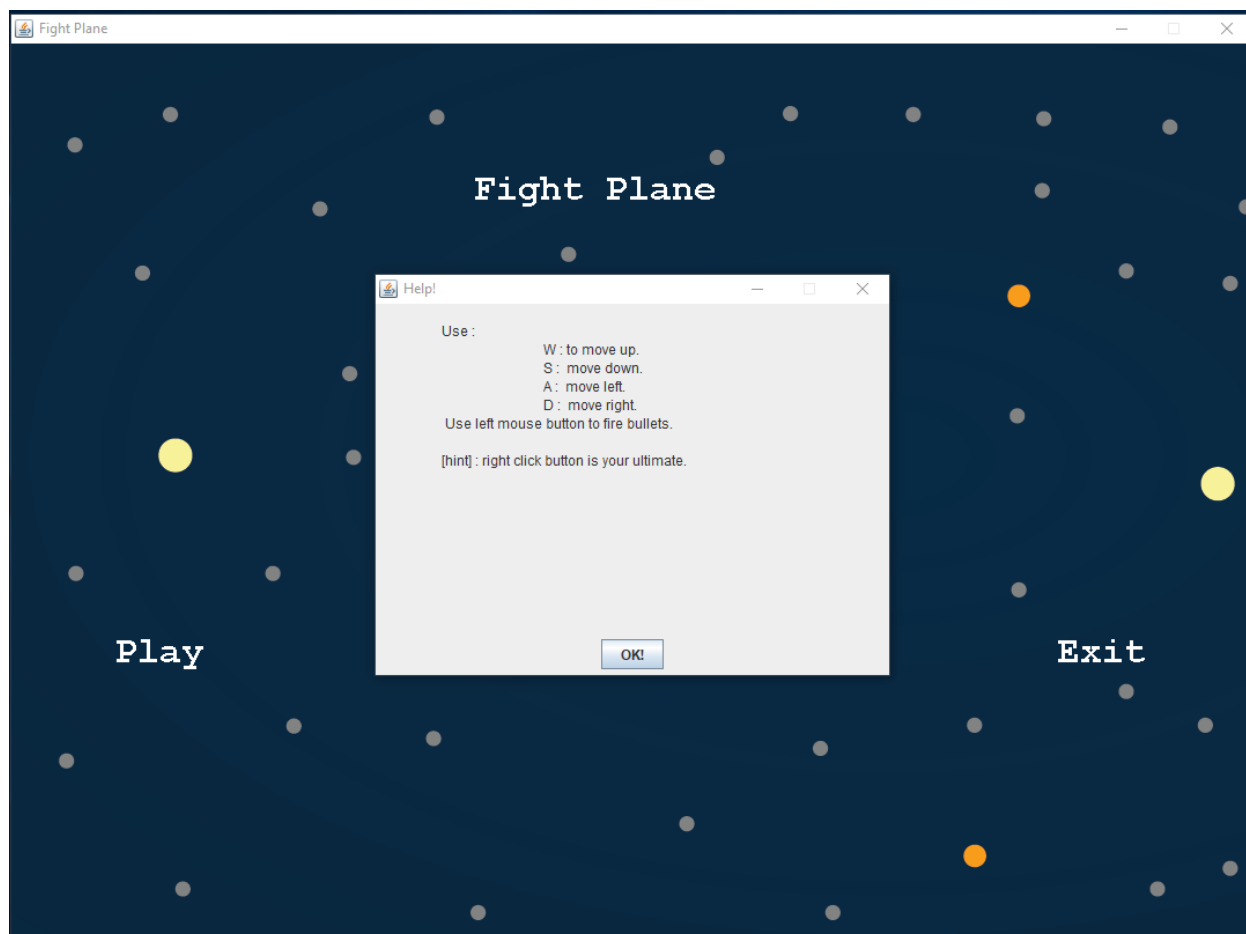 Fight Plane
Fight Plane
Help!
Use :
W : to move up.
S :  move down.
A :  move left.
D :  move right.
Use left mouse button to fire bullets.
[hint] : right click button is your ultimate.
OK!
Play
Exit